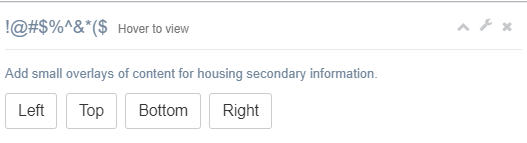 !@#$%^&*($ Hover to view
Add small overlays of content for housing secondary information.
Left Top Bottom Right